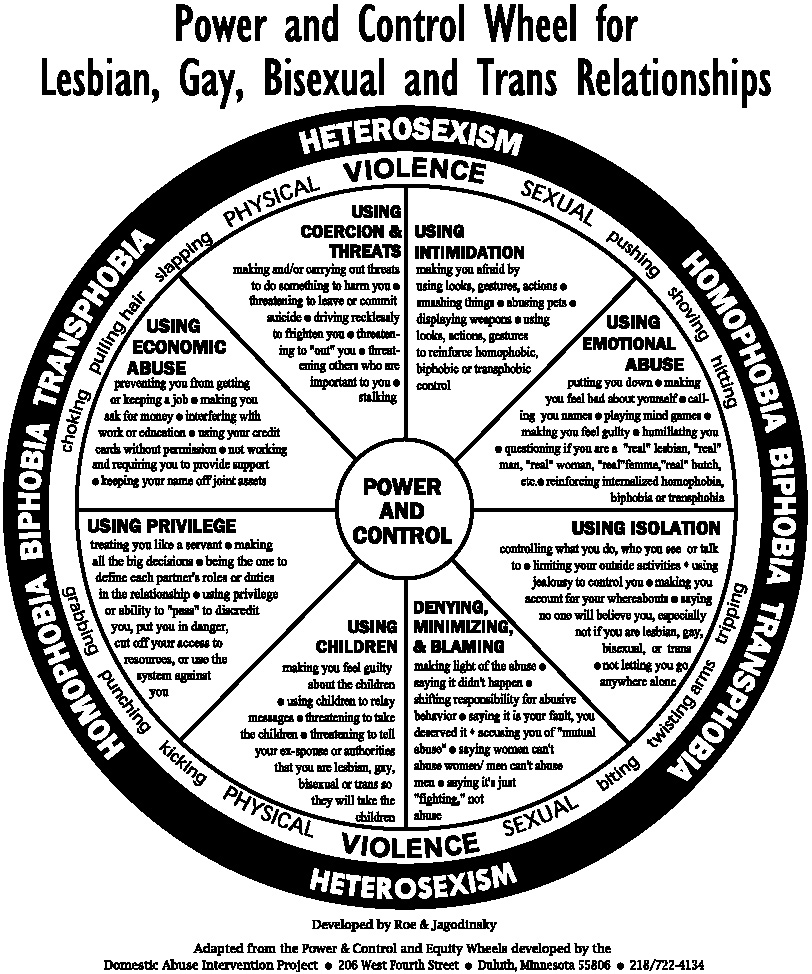 Power and Control Wheel for
Lesbian, Gay, Bisexual and Trans Relationships
HETEROSEXISM
HOMOPHOBIA BIPHOBIA TRANSPHOBIA
HOMOPHOBIA BIPHOBIA TRANSPHOBIA
PHYSICAL VIOLENCE SEXUAL
slapping
pulling hair
choking
pushing
shoving
hitting
USING
COERCION &
THREATS
making and/or carrying out threats
to do something to harm you •
threatening to leave or commit
suicide • driving recklessly
to frighten you • threaten-
ing to "out" you • threat-
ening others who are
important to you •
stalking
USING
INTIMIDATION
making you afraid by
using looks, gestures, actions •
smashing things • abusing pets •
displaying weapons • using
looks, actions, gestures
to reinforce homophobic,
biphobic or transphobic
control
USING
ECONOMIC
ABUSE
preventing you from getting
or keeping a job • making you
ask for money • interfering with
work or education • using your credit
cards without permission • not working
and requiring you to provide support
• keeping your name off joint assets
USING
EMOTIONAL
ABUSE
putting you down • making
you feel bad about yourself • call-
ing you names • playing mind games •
making you feel guilty • humiliating you
• questioning if you are a "real" lesbian, "real"
man, "real" woman, "real"femme,"real" butch,
etc.• reinforcing internalized homophobia,
biphobia or transphobia
POWER
AND
CONTROL
USING PRIVILEGE
treating you like a servant • making
all the big decisions • being the one to
define each partner's roles or duties
in the relationship • using privilege
or ability to "pass" to discredit
you, put you in danger,
cut off your access to
resources, or use the
system against
you
USING ISOLATION
controlling what you do, who you see or talk
to • limiting your outside activities • using
jealousy to control you • making you
account for your whereabouts • saying
no one will believe you, especially
not if you are lesbian, gay,
bisexual, or trans
• not letting you go
anywhere alone
USING
CHILDREN
making you feel guilty
about the children
• using children to relay
messages • threatening to take
the children • threatening to tell
your ex-spouse or authorities
that you are lesbian, gay,
bisexual or trans so
they will take the
children
DENYING,
MINIMIZING,
& BLAMING
making light of the abuse •
saying it didn't happen •
shifting responsibility for abusive
behavior • saying it is your fault, you
deserved it • accusing you of "mutual
abuse" • saying women can't
abuse women/ men can't abuse
men • saying it's just
"fighting," not
abuse
grabbing
punching
kicking
tripping
twisting arms
biting
PHYSICAL VIOLENCE SEXUAL
HETEROSEXISM
Developed by Roe & Jagodinsky
Adapted from the Power & Control and Equity Wheels developed by the
Domestic Abuse Intervention Project • 206 West Fourth Street • Duluth, Minnesota 55806 • 218/722-4134